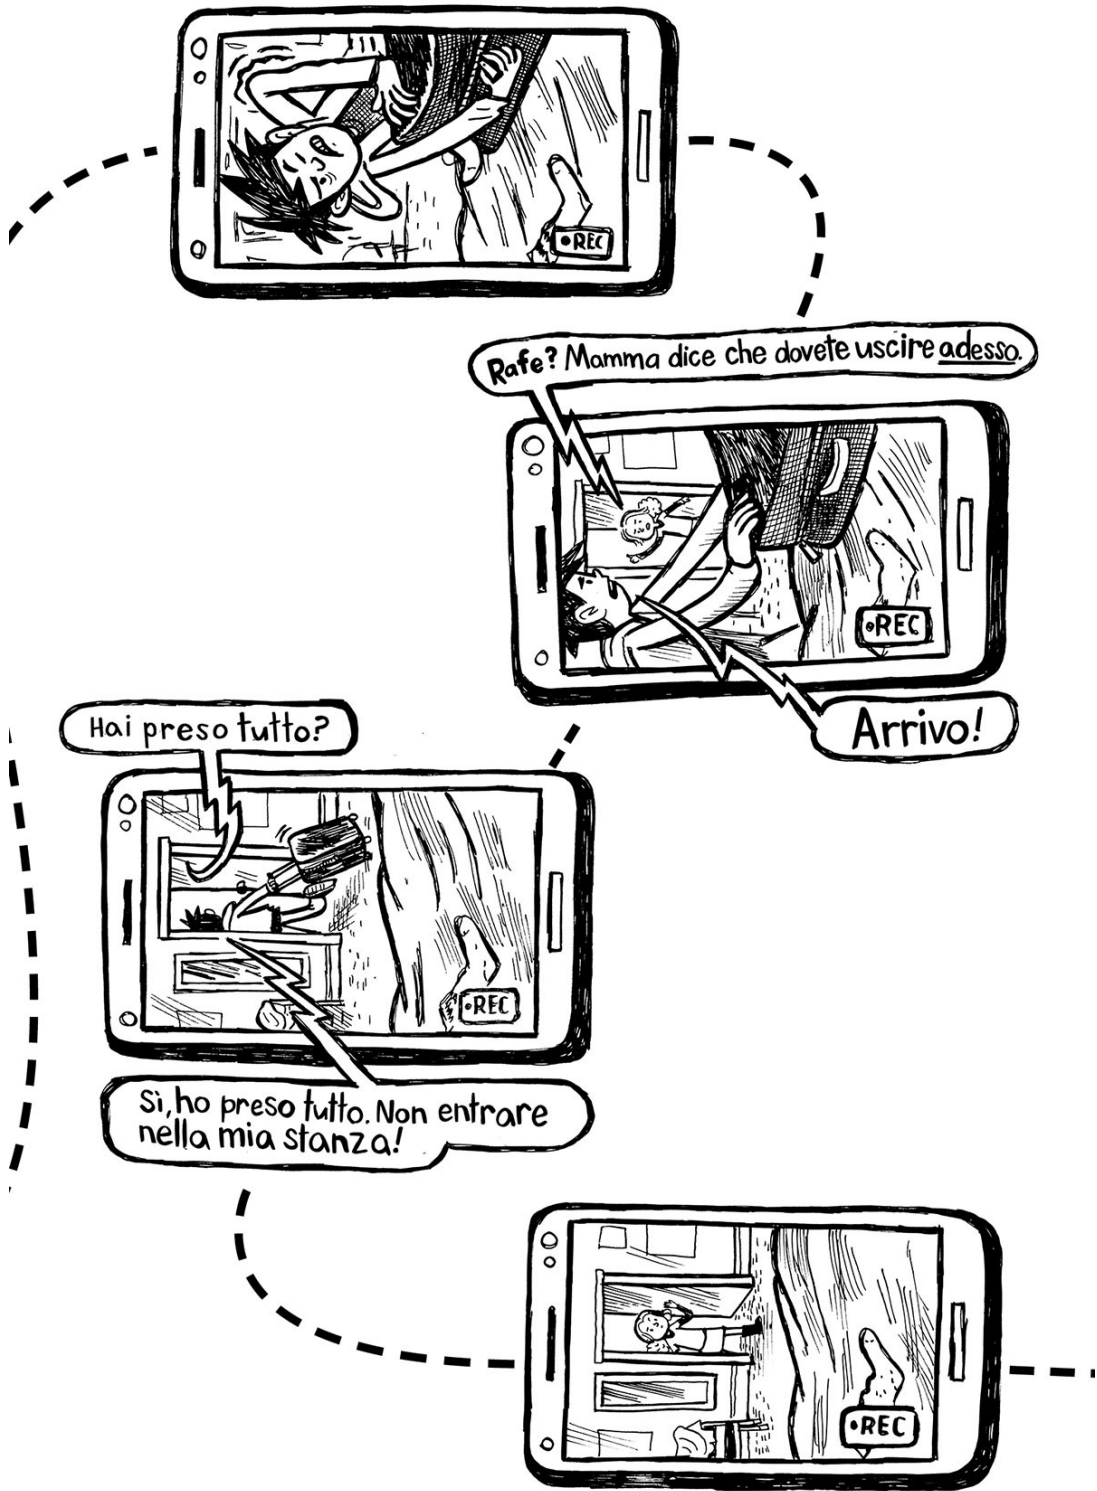 •REC
Rafe? Mamma dice che dovete uscire adesso.
•REC
Arrivo!
Hai preso tutto?
•REC
Sì, ho preso tutto. Non entrare
nella mia stanza!
•REC